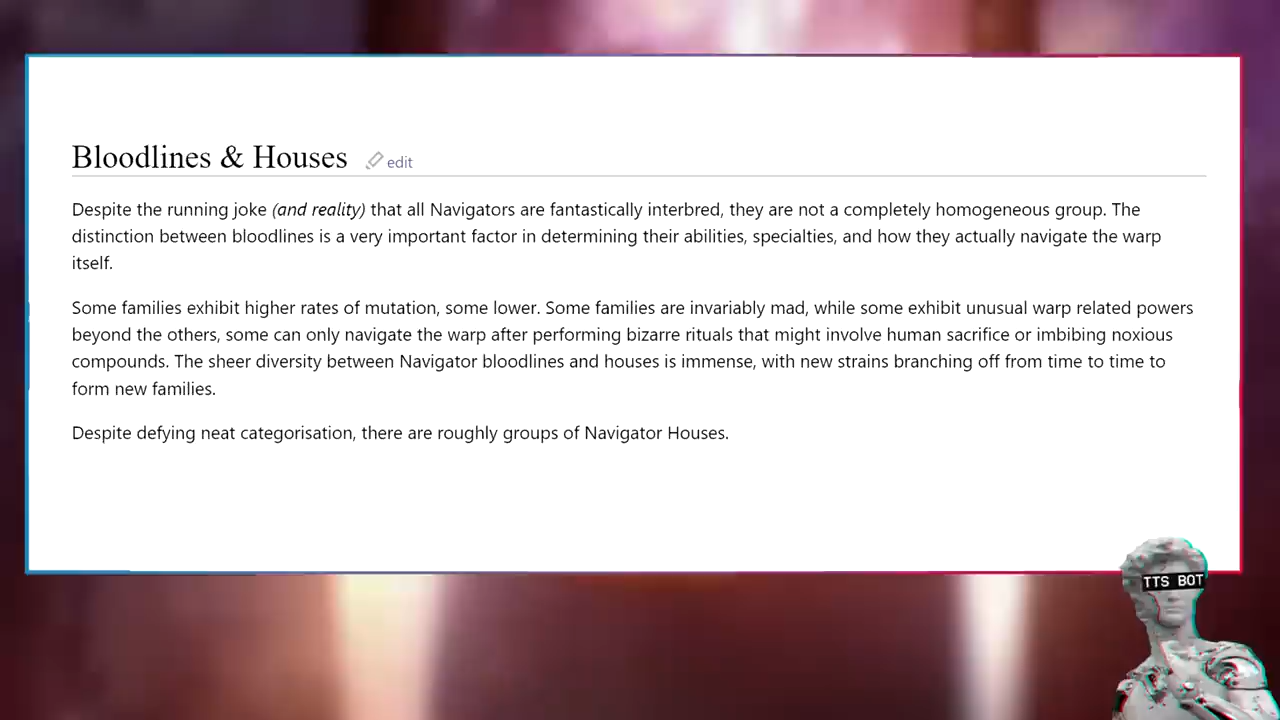 Bloodlines & Houses edit
Despite the running joke (and reality) that all Navigators are fantastically interbred, they are not a completely homogeneous group. The
distinction between bloodlines is a very important factor in determining their abilities, specialties, and how they actually navigate the warp
itself.
Some families exhibit higher rates of mutation, some lower. Some families are invariably mad, while some exhibit unusual warp related powers
beyond the others, some can only navigate the warp after performing bizarre rituals that might involve human sacrifice or imbibing noxious
compounds. The sheer diversity between Navigator bloodlines and houses is immense, with new strains branching off from time to time to
form new families.
Despite defying neat categorisation, there are roughly groups of Navigator Houses.
TTS BOT